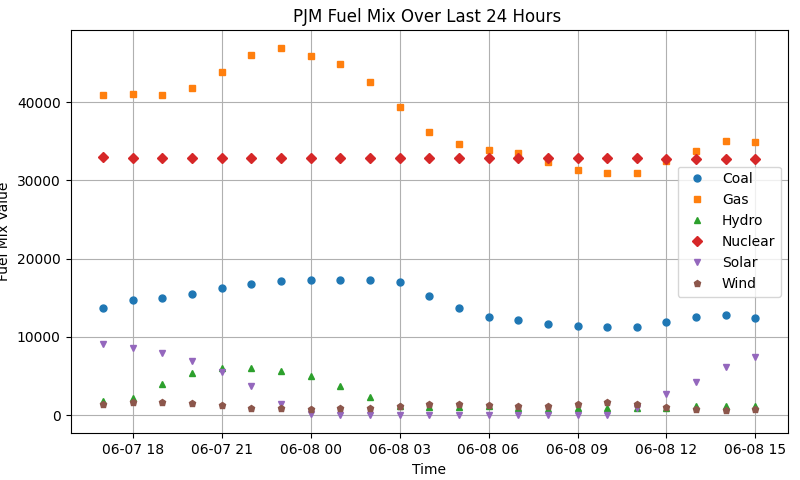 PJM Fuel Mix Over Last 24 Hours
Fuel Mix Value
40000
30000
20000
10000
0
Coal
Gas
Hydro
Nuclear
Solar
Wind
06-07 18 06-07 21 06-08 00 06-08 03 06-08 06 06-08 09 06-08 12 06-08 15
Time